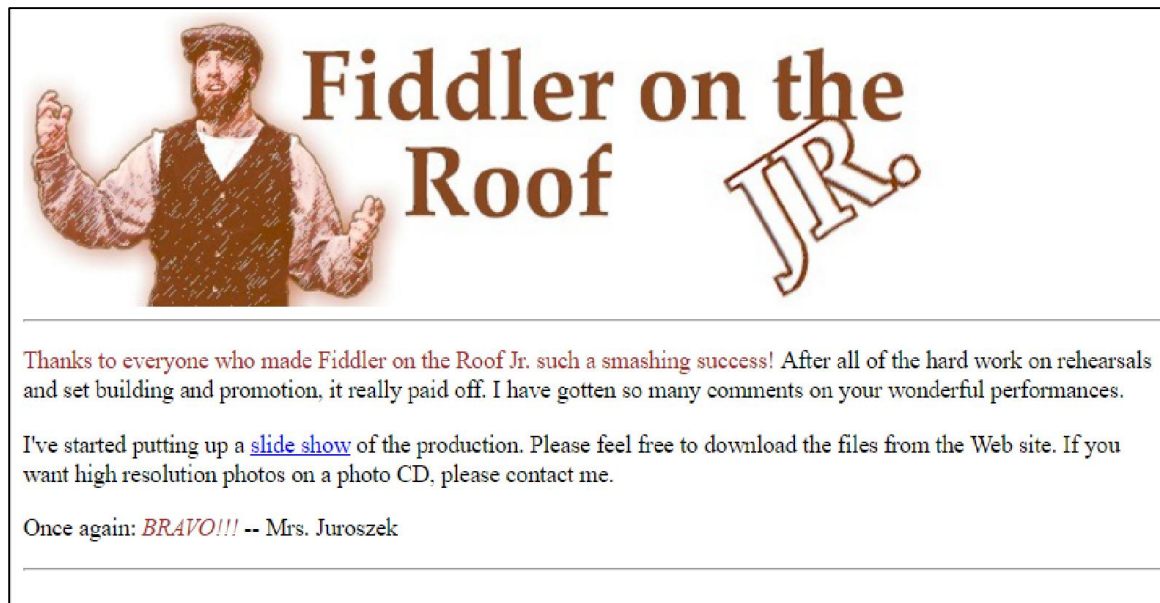 Fiddler on the
Roof
JR.
Thanks to everyone who made Fiddler on the Roof Jr. such a smashing success! After all of the hard work on rehearsals
and set building and promotion, it really paid off. I have gotten so many comments on your wonderful performances.
I've started putting up a slide show of the production. Please feel free to download the files from the Web site. If you
want high resolution photos on a photo CD, please contact me.
Once again: BRAVO!!! -- Mrs. Juroszek